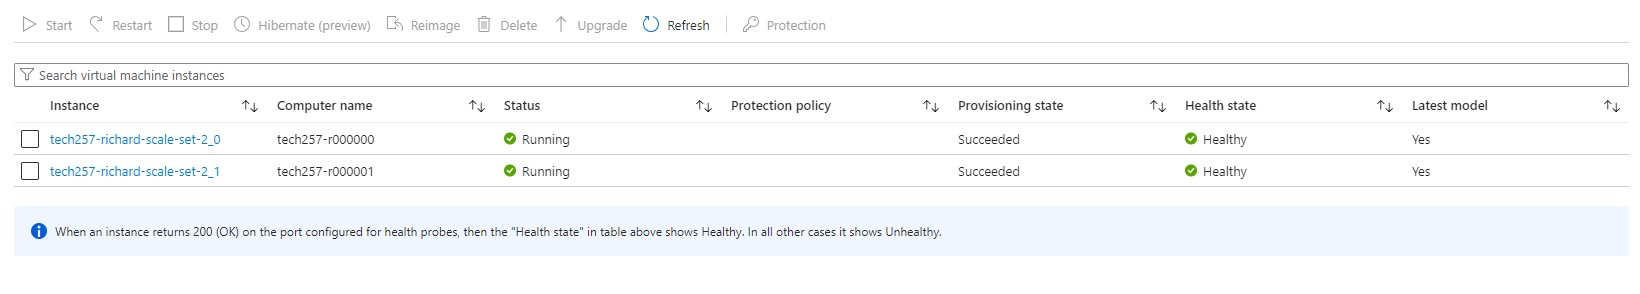 Start Restart Stop Hibernate (preview) Reimage Delete Upgrade Refresh Protection
Search virtual machine instances
Instance Computer name Status Protection policy Provisioning state Health state Latest model
tech257-richard-scale-set-2_0 tech257-r000000 Running Succeeded Healthy Yes
tech257-richard-scale-set-2_1 tech257-r000001 Running Succeeded Healthy Yes
When an instance returns 200 (OK) on the port configured for health probes, then the "Health state" in table above shows Healthy. In all other cases it shows Unhealthy.